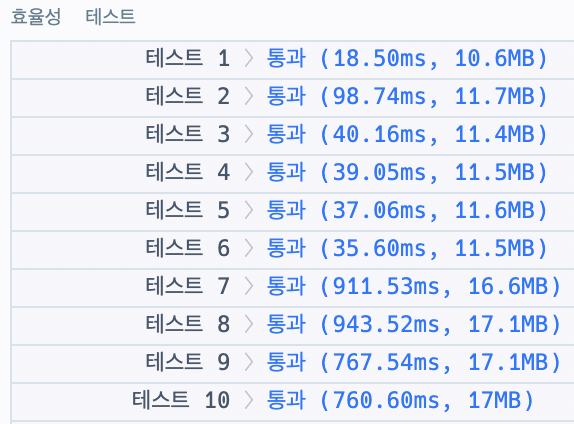 효율성 테스트
테스트 1 > 통과 (18.50ms, 10.6MB)
테스트 2 > 통과 (98.74ms, 11.7MB)
테스트 3 > 통과 (40.16ms, 11.4MB)
테스트 4 > 통과 (39.05ms, 11.5MB)
테스트 5 > 통과 (37.06ms, 11.6MB)
테스트 6 > 통과 (35.60ms, 11.5MB)
테스트 7 > 통과 (911.53ms, 16.6MB)
테스트 8 > 통과 (943.52ms, 17.1MB)
테스트 9 > 통과 (767.54ms, 17.1MB)
테스트 10 > 통과 (760.60ms, 17MB)